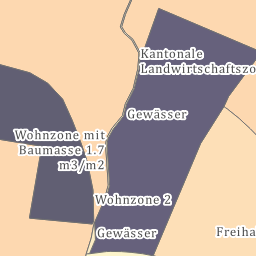 Kantonale
Landwirtschaftszo
Gewässer
Wohnzone mit
Baumasse 1.7
m3/m2
Wohnzone 2
Gewässer
Freiha